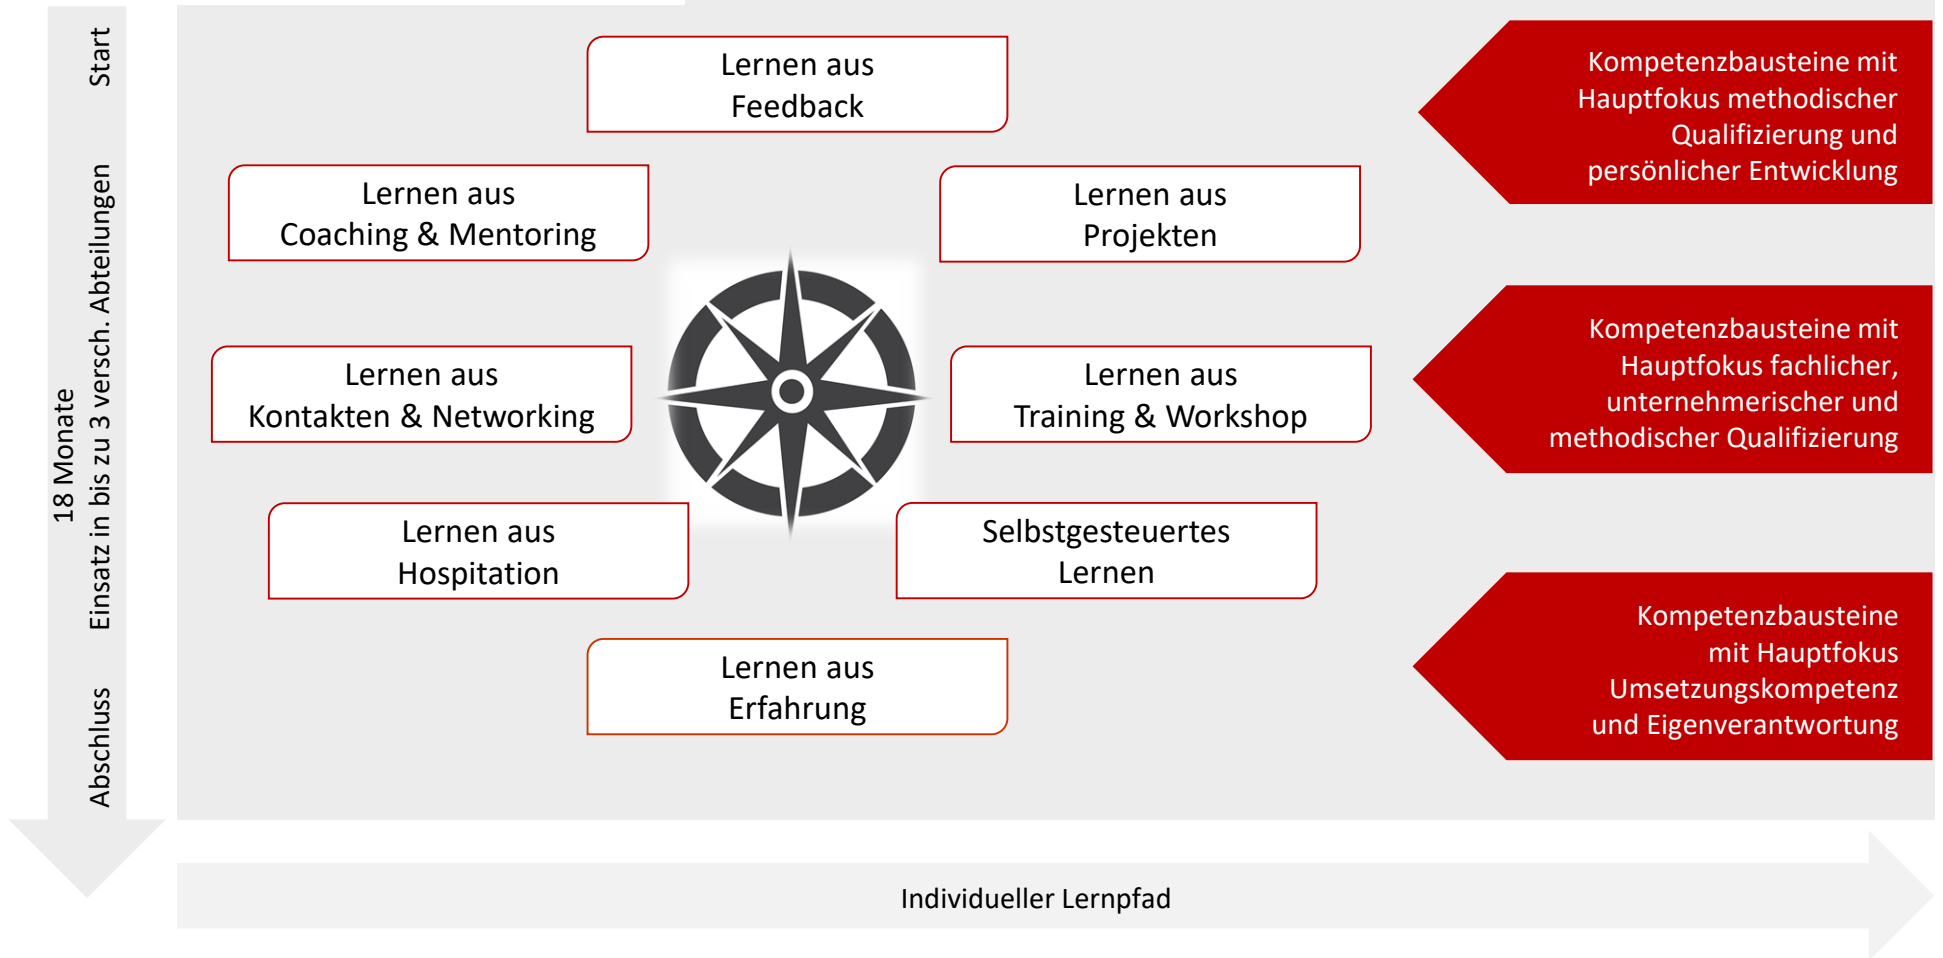 Start
Einsatz in bis zu 3 versch. Abteilungen
18 Monate
Abschluss
Lernen aus
Feedback
Lernen aus
Coaching & Mentoring
Lernen aus
Projekten
Lernen aus
Kontakten & Networking
Lernen aus
Training & Workshop
Lernen aus
Hospitation
Selbstgesteuertes
Lernen
Lernen aus
Erfahrung
Kompetenzbausteine mit
Hauptfokus methodischer
Qualifizierung und
persönlicher Entwicklung
Kompetenzbausteine mit
Hauptfokus fachlicher,
unternehmerischer und
methodischer Qualifizierung
Kompetenzbausteine
mit Hauptfokus
Umsetzungskompetenz
und Eigenverantwortung
Individueller Lernpfad